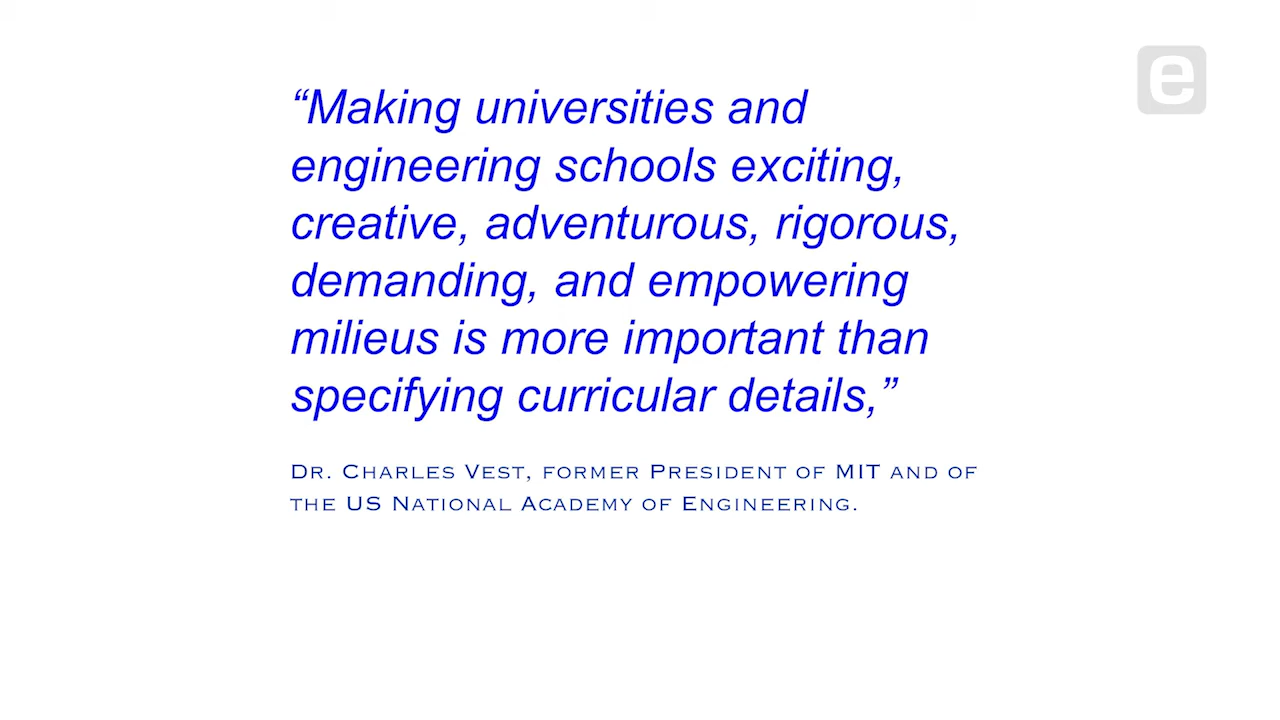 e
“Making universities and
engineering schools exciting,
creative, adventurous, rigorous,
demanding, and empowering
milieus is more important than
specifying curricular details,”
Dr. Charles Vest, former President of MIT and of
the US National Academy of Engineering.